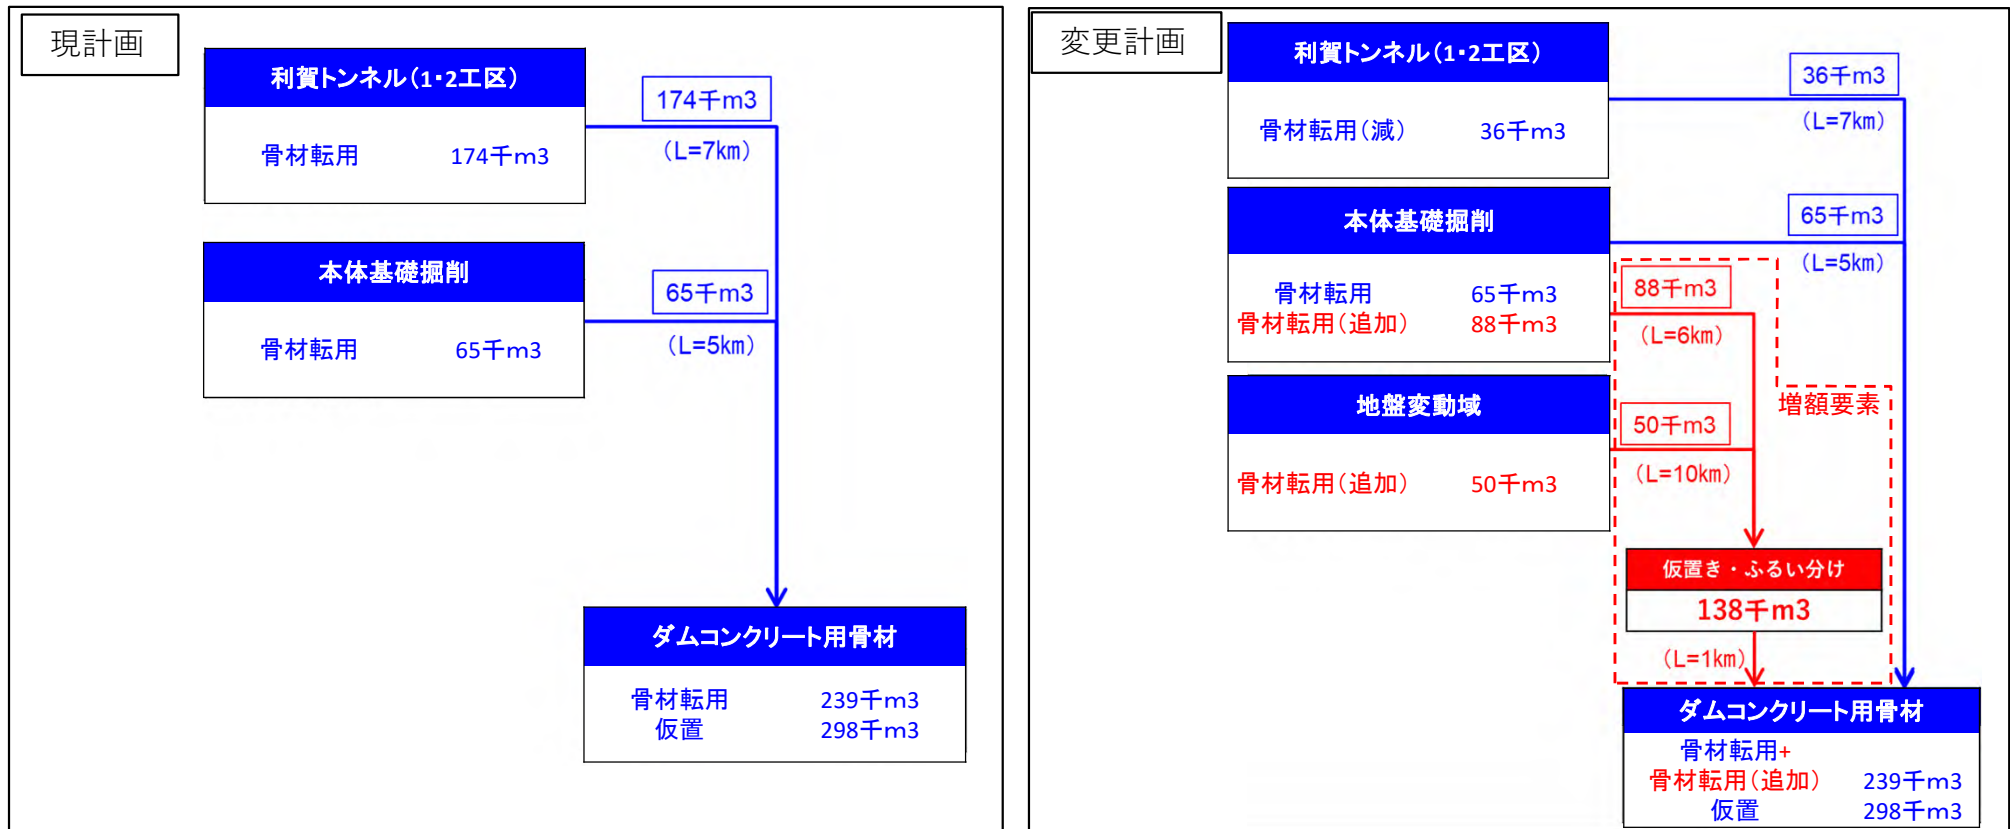 現計画
利賀トンネル(1・2工区)
骨材転用 174千m3
174千m3
(L=7km)
本体基礎掘削
骨材転用 65千m3
65千m3
(L=5km)
ダムコンクリート用骨材
骨材転用 239千m3
仮置 298千m3
変更計画
利賀トンネル(1・2工区)
骨材転用(減) 36千m3
36千m3
(L=7km)
本体基礎掘削
骨材転用 65千m3
骨材転用(追加) 88千m3
65千m3
(L=5km)
88千m3
(L=6km)
地盤変動域
骨材転用(追加) 50千m3
増額要素
50千m3
(L=10km)
仮置き・ふるい分け
138千m3
(L=1km)
ダムコンクリート用骨材
骨材転用+
骨材転用(追加) 239千m3
仮置 298千m3